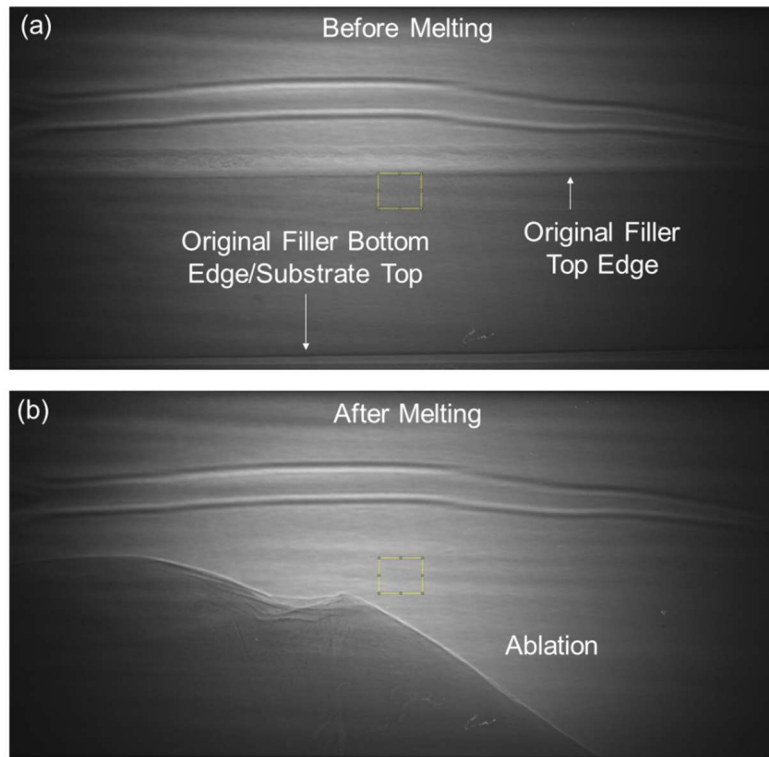 (a)
Before Melting
Original Filler Bottom
Edge/Substrate Top
Original Filler
Top Edge
(b)
After Melting
Ablation